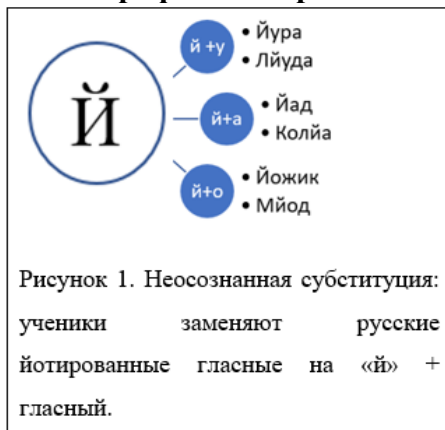 Й
й +у
• Йура
• Лйуда
й+а
• Йад
• Колйа
й+о
• Йожик
• Мйод
Рисунок 1. Неосознанная субституция:
ученики заменяют русские
йотированные гласные на «й» +
гласный.